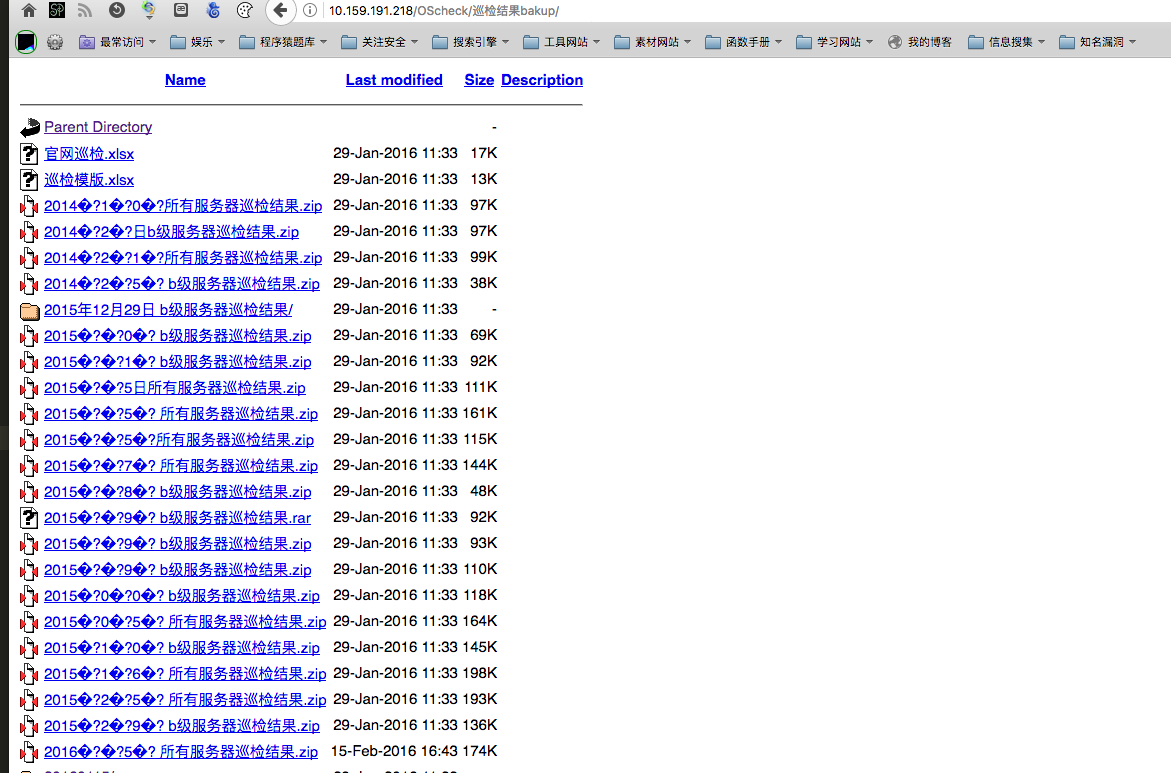 10.159.191.218/OScheck/巡检结果bakup/
最常访问 娱乐 程序猿题库 关注安全 搜索引擎 工具网站 素材网站 函数手册 学习网站 我的博客 信息搜集 知名漏洞
Name Last modified Size Description
Parent Directory -
官网巡检.xlsx 29-Jan-2016 11:33 17K
巡检模版.xlsx 29-Jan-2016 11:33 13K
2014�?1�?0�?所有服务器巡检结果.zip 29-Jan-2016 11:33 97K
2014�?2�?日b级服务器巡检结果.zip 29-Jan-2016 11:33 97K
2014�?2�?1�?所有服务器巡检结果.zip 29-Jan-2016 11:33 99K
2014�?2�?5�? b级服务器巡检结果.zip 29-Jan-2016 11:33 38K
2015年12月29日 b级服务器巡检结果/ 29-Jan-2016 11:33 -
2015�?�?0�? b级服务器巡检结果.zip 29-Jan-2016 11:33 69K
2015�?�?1�? b级服务器巡检结果.zip 29-Jan-2016 11:33 92K
2015�?�?5日所有服务器巡检结果.zip 29-Jan-2016 11:33 111K
2015�?�?5�? 所有服务器巡检结果.zip 29-Jan-2016 11:33 161K
2015�?�?5�?所有服务器巡检结果.zip 29-Jan-2016 11:33 115K
2015�?�?7�? 所有服务器巡检结果.zip 29-Jan-2016 11:33 144K
2015�?�?8�? b级服务器巡检结果.zip 29-Jan-2016 11:33 48K
2015�?�?9�? b级服务器巡检结果.rar 29-Jan-2016 11:33 92K
2015�?�?9�? b级服务器巡检结果.zip 29-Jan-2016 11:33 93K
2015�?�?9�? b级服务器巡检结果.zip 29-Jan-2016 11:33 110K
2015�?0�?0�? b级服务器巡检结果.zip 29-Jan-2016 11:33 118K
2015�?0�?5�? 所有服务器巡检结果.zip 29-Jan-2016 11:33 164K
2015�?1�?0�? b级服务器巡检结果.zip 29-Jan-2016 11:33 145K
2015�?1�?6�? 所有服务器巡检结果.zip 29-Jan-2016 11:33 198K
2015�?2�?5�? 所有服务器巡检结果.zip 29-Jan-2016 11:33 193K
2015�?2�?9�? b级服务器巡检结果.zip 29-Jan-2016 11:33 136K
2016�?�?5�? 所有服务器巡检结果.zip 15-Feb-2016 16:43 174K